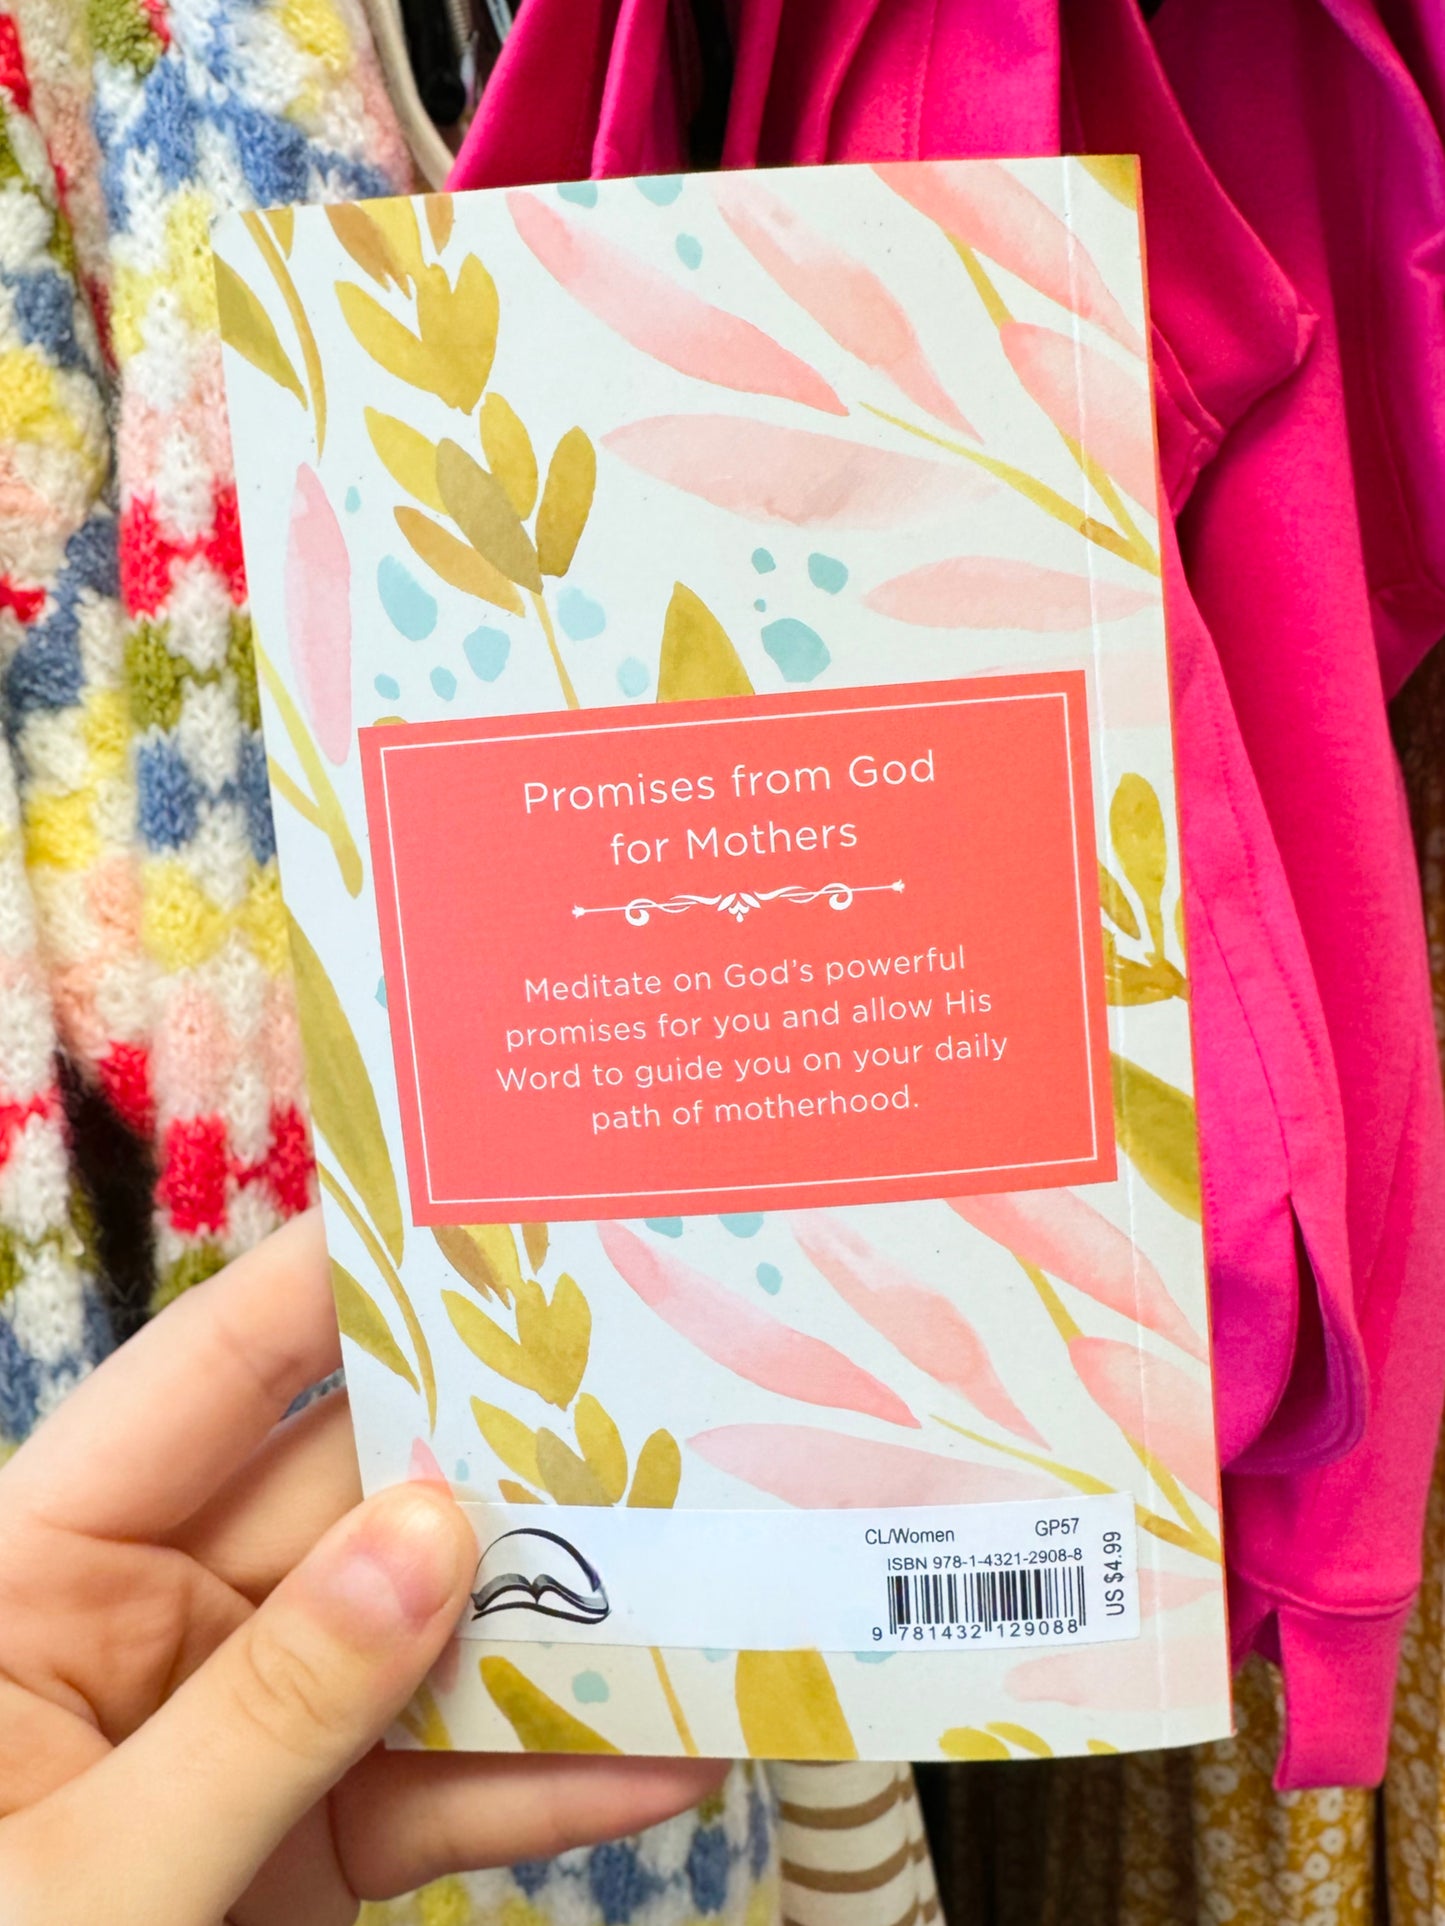 Promises from God
for Mothers
Meditate on God's powerful
promises for you and allow His
Word to guide you on your daily
path of motherhood.
CL/Women GP57
ISBN 978-1-4321-2908-8
9 781432 129088
US $4.99